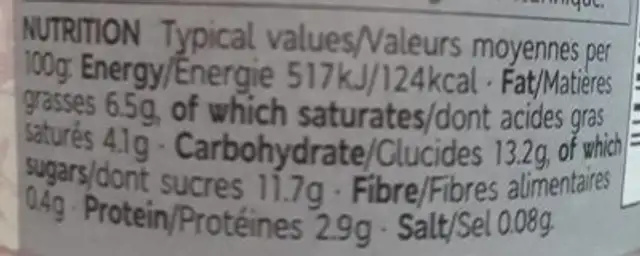 NUTRITION Typical values/Valeurs moyennes per
100g: Energy/Énergie 517kJ/124kcal · Fat/Matières
grasses 6.5g, of which saturates/dont acides gras
saturés 4.1g · Carbohydrate/Glucides 13.2g, of which
sugars/dont sucres 11.7g · Fibre/Fibres alimentaires
0.4g · Protein/Protéines 2.9g · Salt/Sel 0.08g.